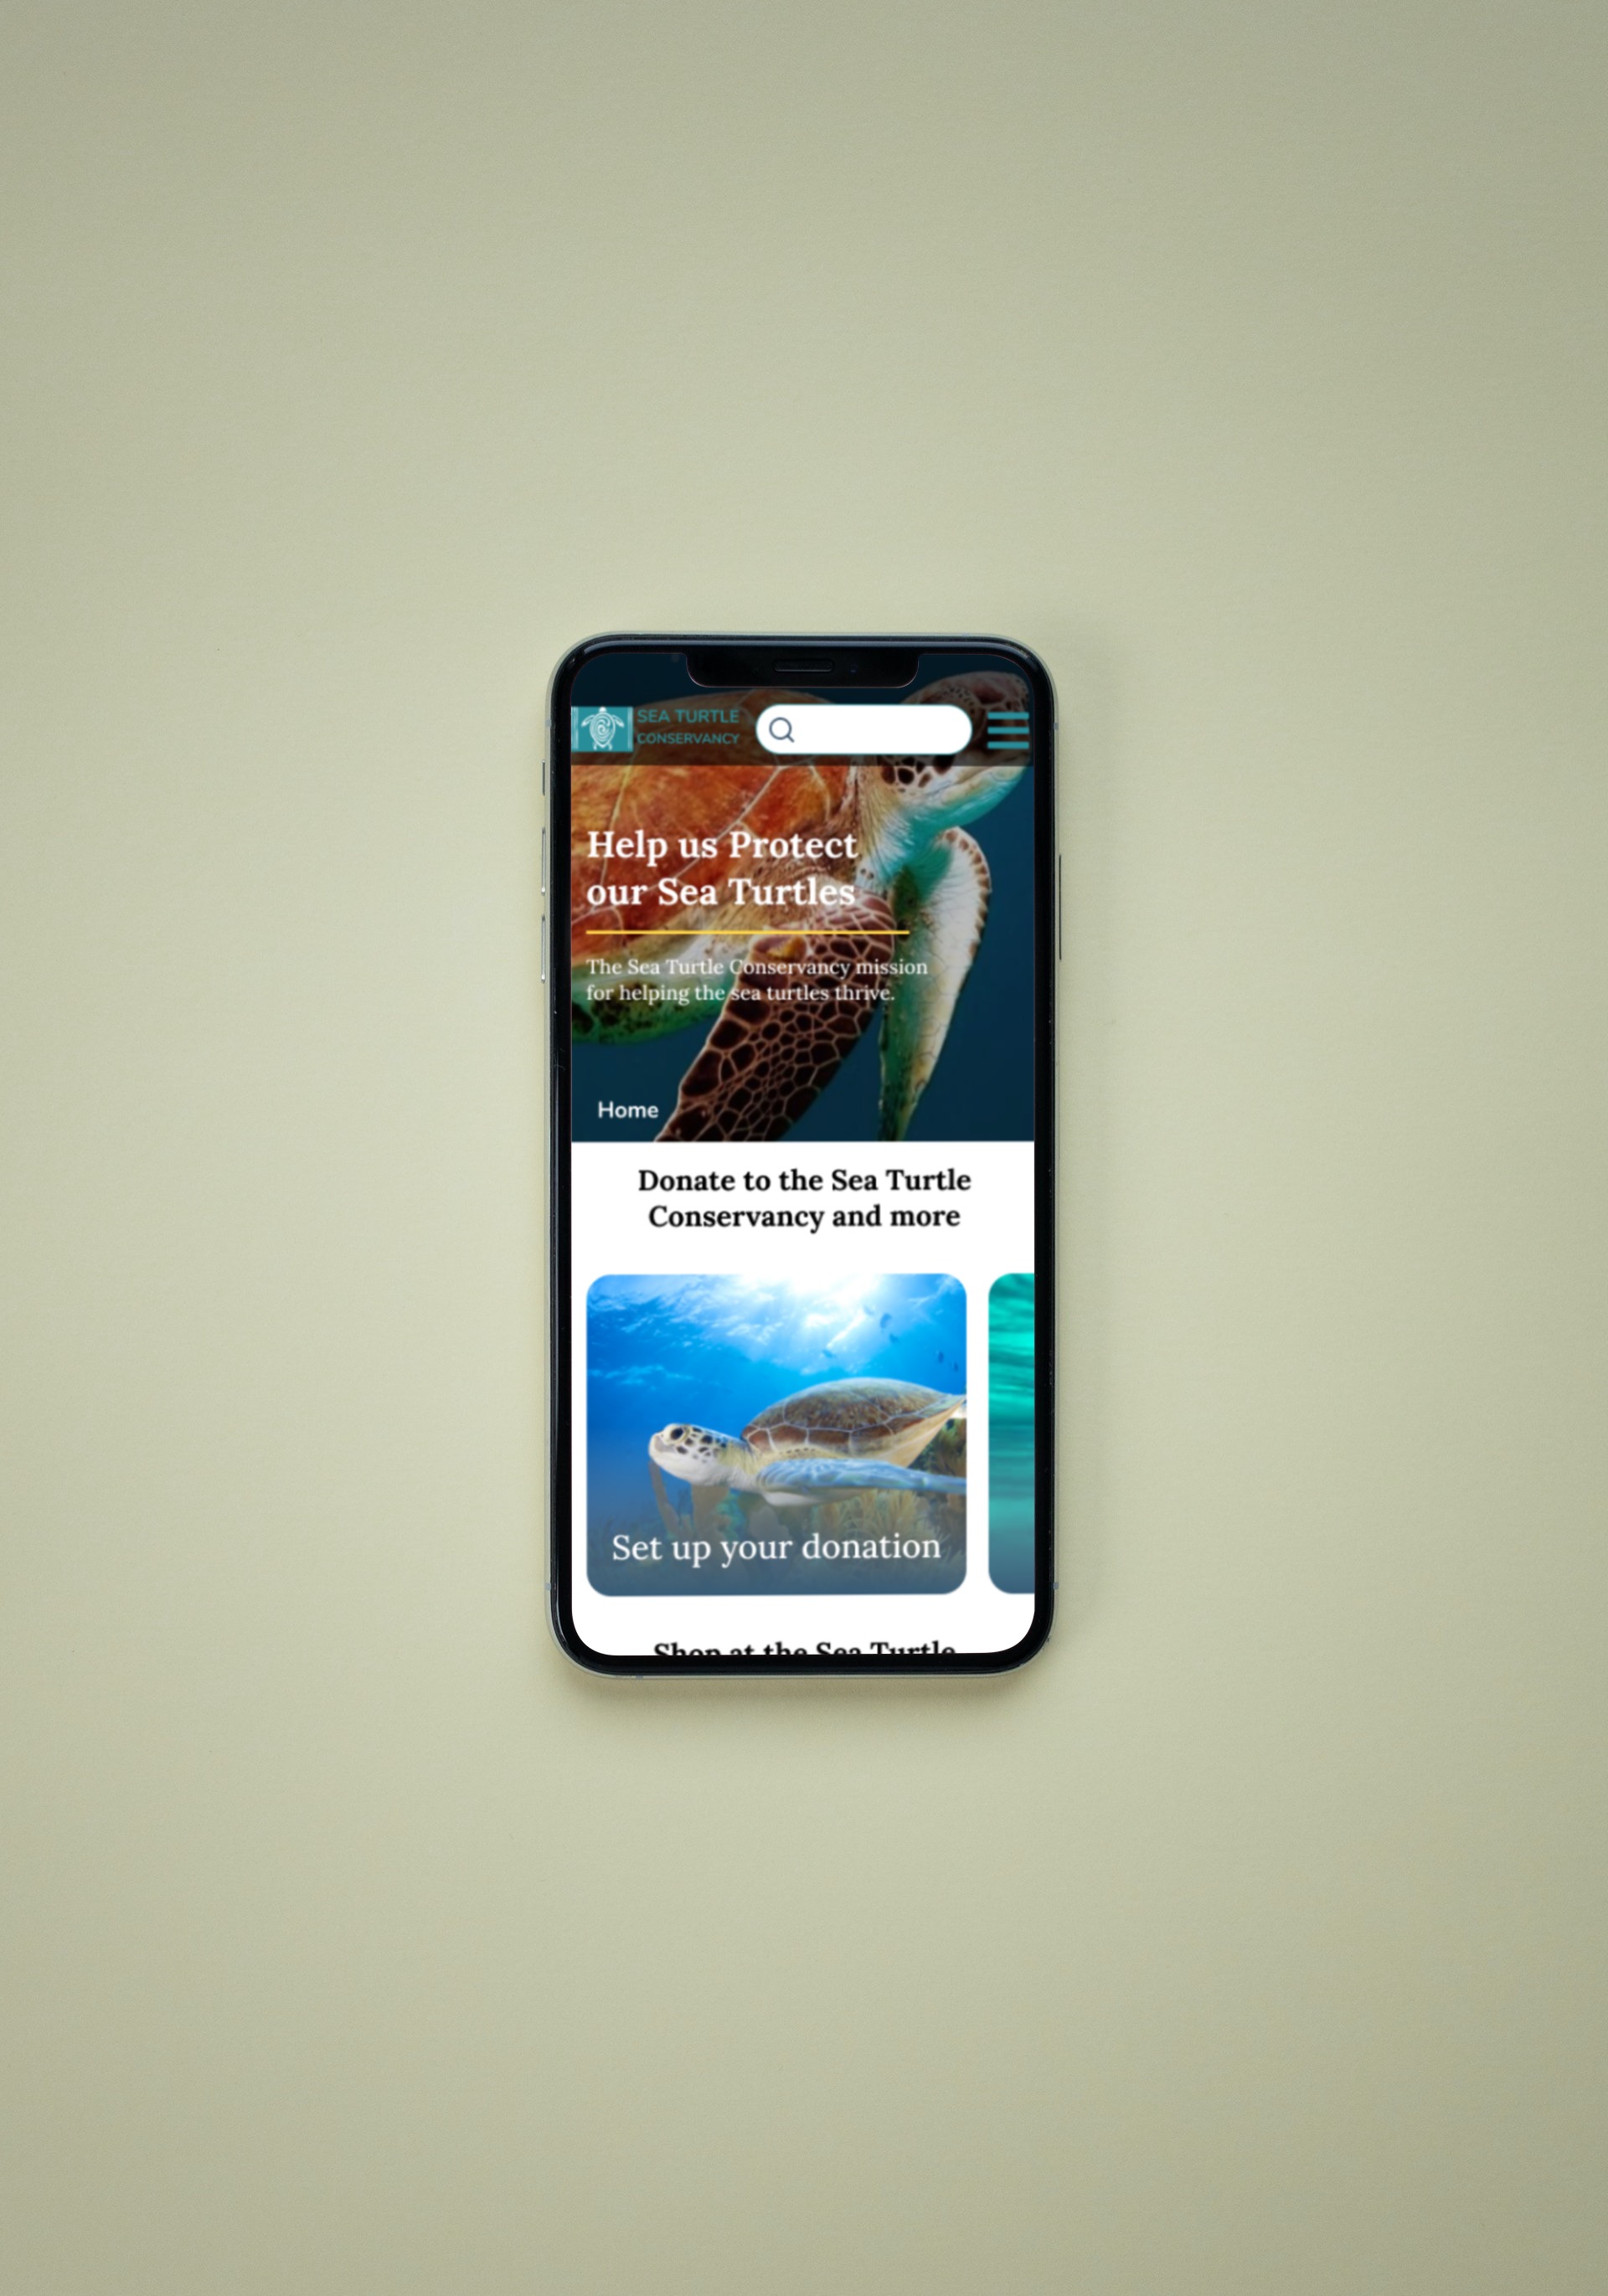 SEA TURTLE
CONSERVANCY
Help us Protect
our Sea Turtles
The Sea Turtle Conservancy mission
for helping the sea turtles thrive.
Home
Donate to the Sea Turtle
Conservancy and more
Set up your donation
Shop at the Sea Turtle